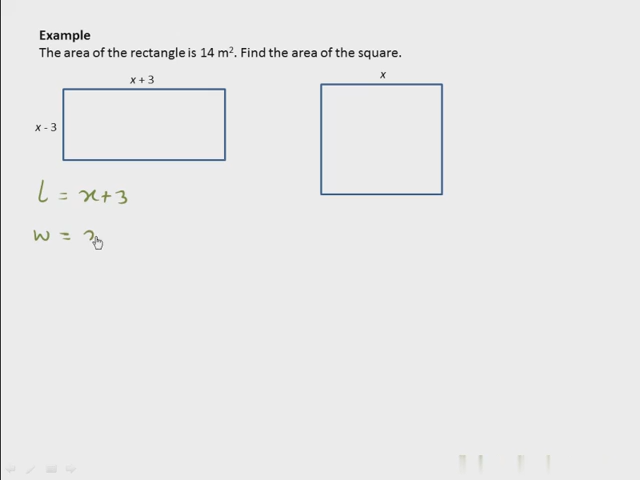 Example
The area of the rectangle is 14 m². Find the area of the square.
x + 3
x
x - 3
l = x+3
w =